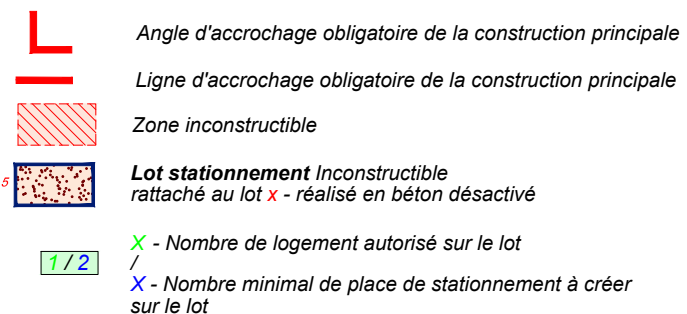 Angle d'accrochage obligatoire de la construction principale
Ligne d'accrochage obligatoire de la construction principale
Zone inconstructible
5
Lot stationnement Inconstructible
rattaché au lot x - réalisé en béton désactivé
1 / 2
X - Nombre de logement autorisé sur le lot
/
X - Nombre minimal de place de stationnement à créer
sur le lot